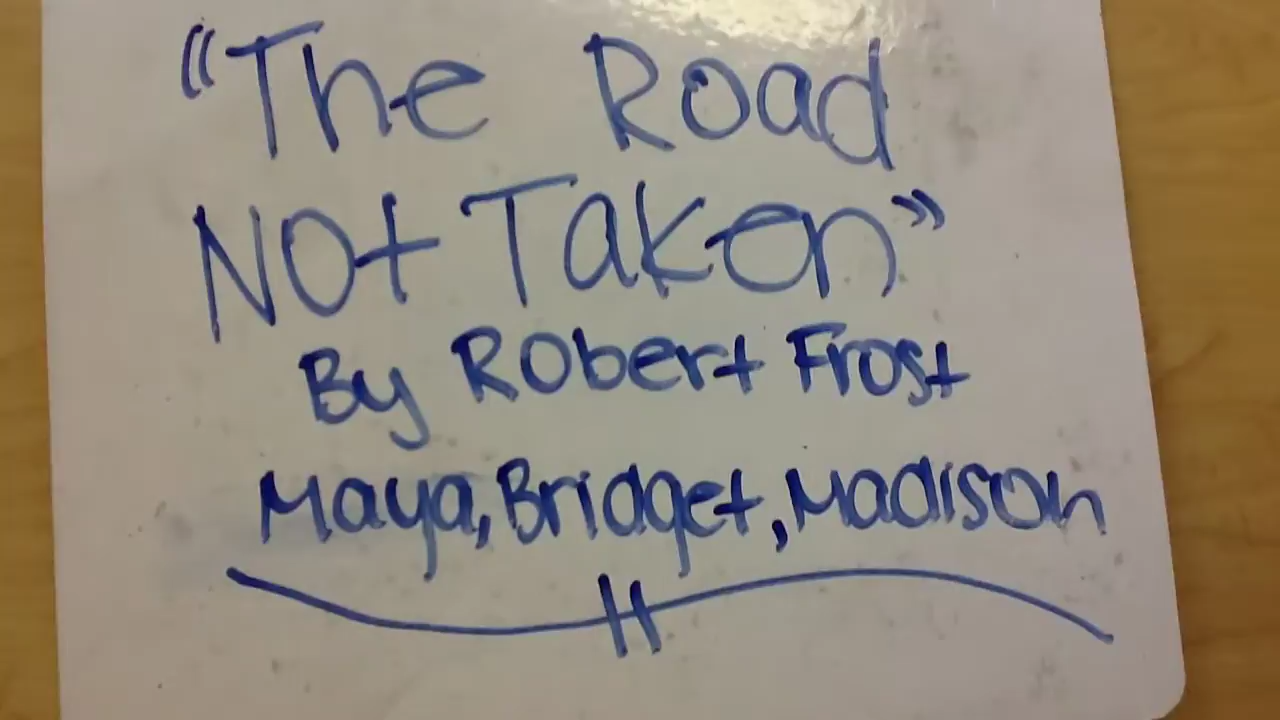 "The Road
Not Taken"
By Robert Frost
Maya, Bridget, Madison